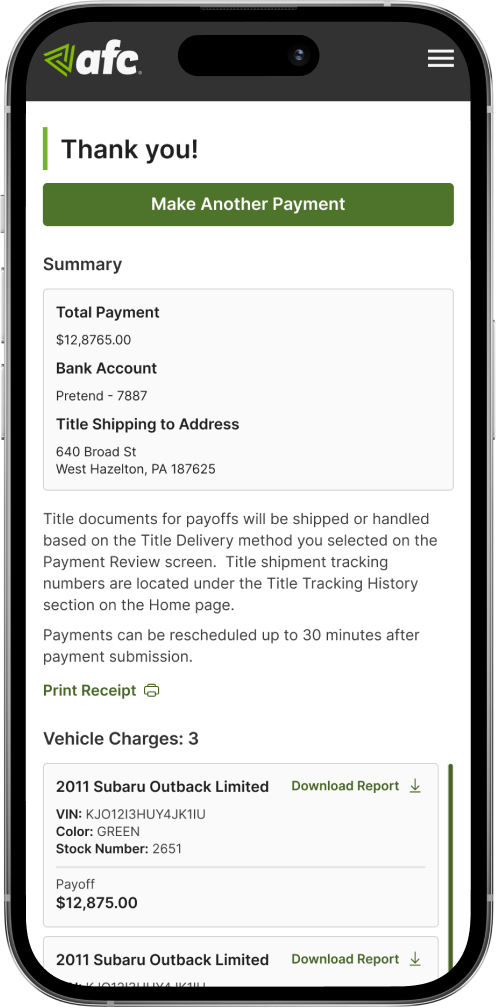 afc
Thank you!
Make Another Payment
Summary
Total Payment
$12,8765.00
Bank Account
Pretend - 7887
Title Shipping to Address
640 Broad St
West Hazelton, PA 187625
Title documents for payoffs will be shipped or handled
based on the Title Delivery method you selected on the
Payment Review screen.  Title shipment tracking
numbers are located under the Title Tracking History
section on the Home page.
Payments can be rescheduled up to 30 minutes after
payment submission.
Print Receipt
Vehicle Charges: 3
2011 Subaru Outback Limited Download Report
VIN: KJO12I3HUY4JK1IU
Color: GREEN
Stock Number: 2651
Payoff
$12,875.00
2011 Subaru Outback Limited Download Report